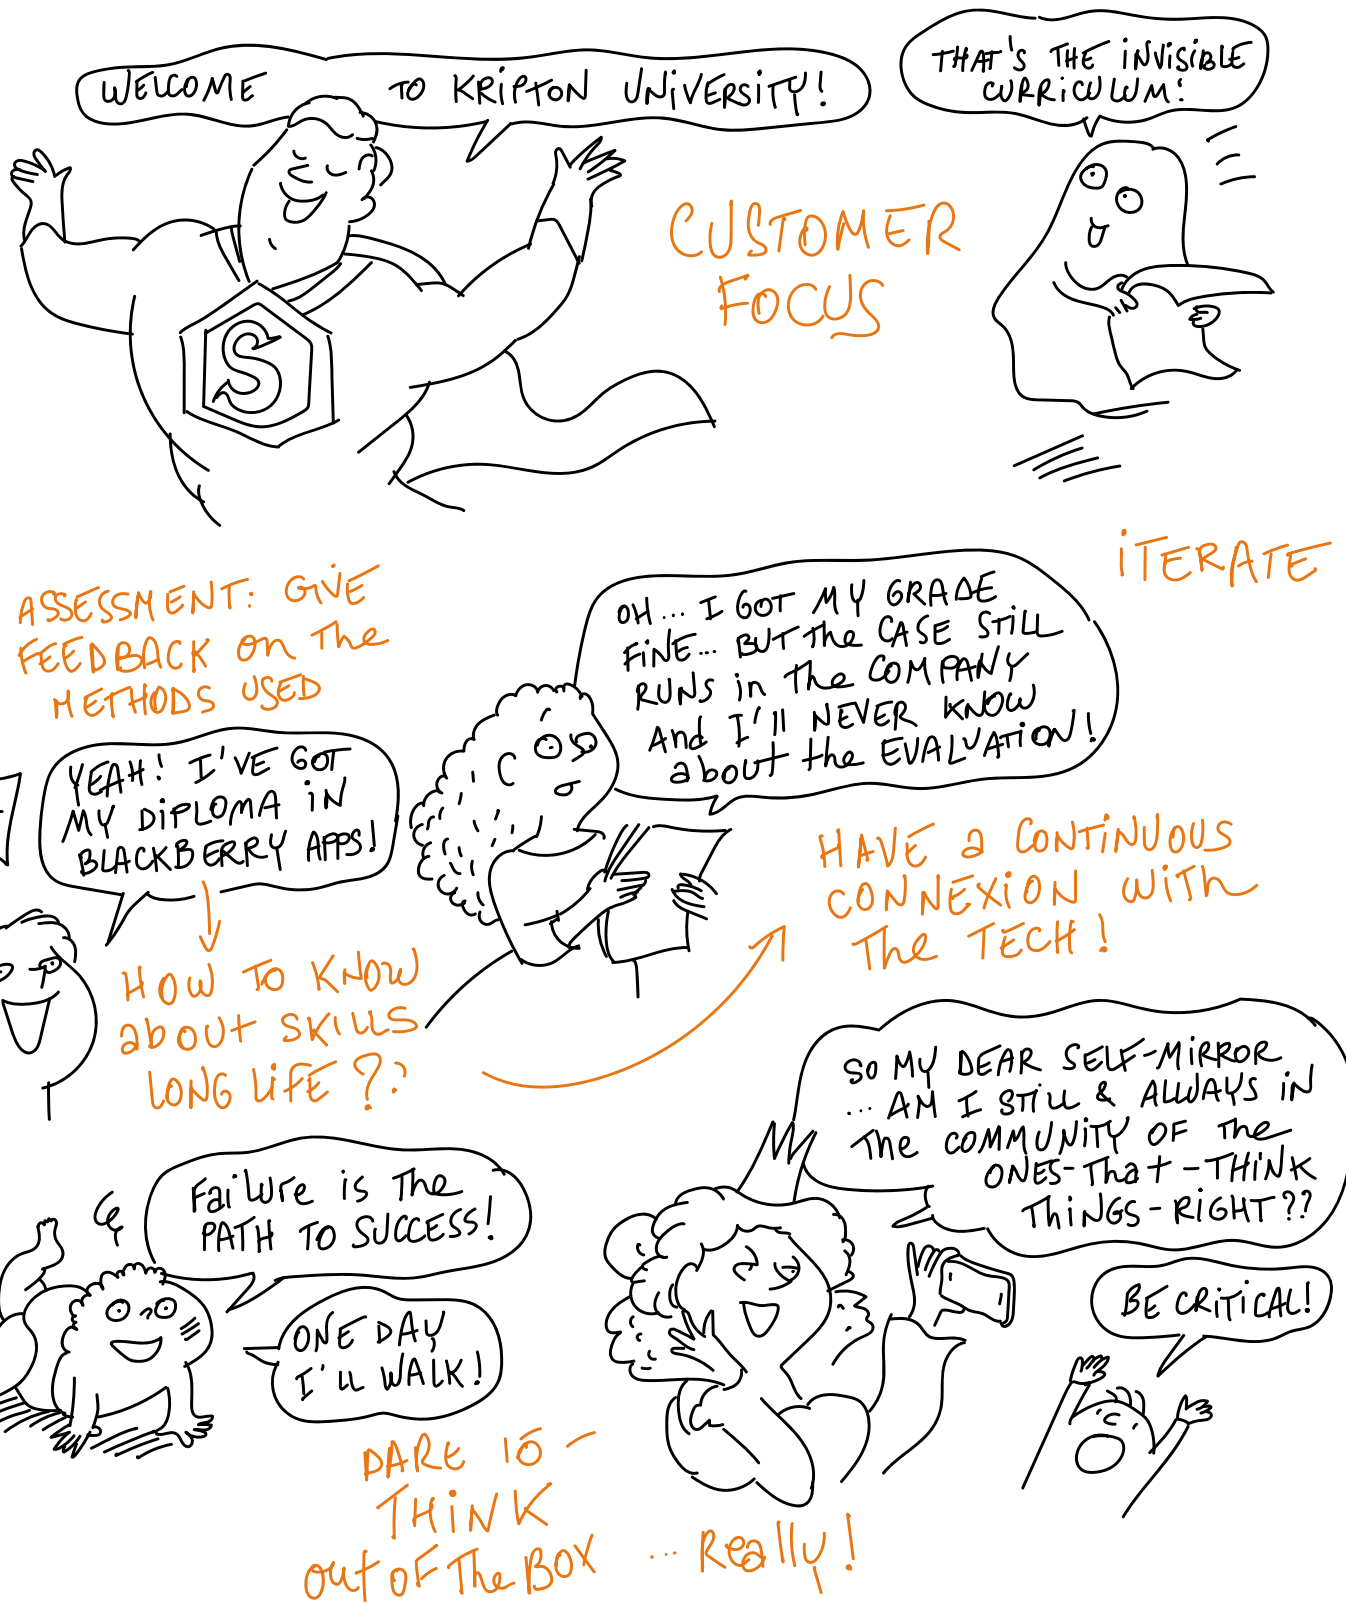 WELCOME TO KRIPTON UNIVERSITY!
THAT'S THE INVISIBLE
CURRICULUM!
CUSTOMER
FOCUS
S
ITERATE
ASSESSMENT: GIVE
FEEDBACK on The
METHODS USED
OH... I GOT MY GRADE
FINE... BUT The CASE STILL
RUNS in The COMPANY
And I'll NEVER KNOW
about the EVALUATION!
YEAH! I'VE GOT
MY DIPLOMA IN
BLACKBERRY APPS!
HAVE a CONTINUOUS
CONNEXION WITH
The TECH!
HOW TO KNOW
about SKILLS
LONG LIFE??
SO MY DEAR SELF-MIRROR
... AM I STILL & ALWAYS IN
The COMMUNITY OF The
ONES-That-THINK
THINGS-RIGHT??
Failure is The
PATH TO SUCCESS!
ONE DAY
I'LL WALK!
BE CRITICAL!
DARE TO -
THINK
out OF The BOX ... Really!